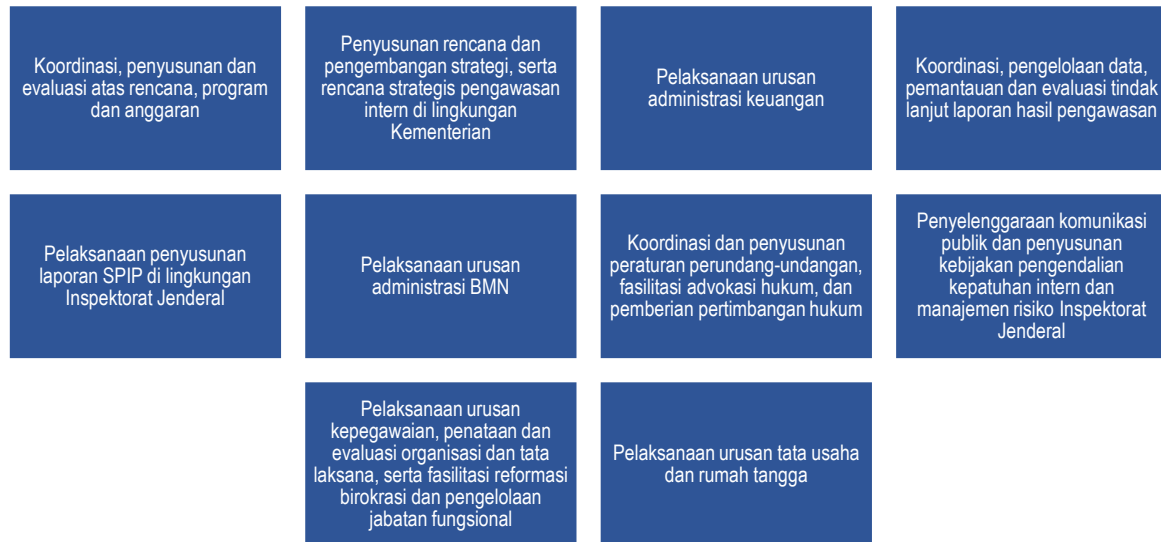 Koordinasi, penyusunan dan
evaluasi atas rencana, program
dan anggaran
Penyusunan rencana dan
pengembangan strategi, serta
rencana strategis pengawasan
intern di lingkungan
Kementerian
Pelaksanaan urusan
administrasi keuangan
Koordinasi, pengelolaan data,
pemantauan dan evaluasi tindak
lanjut laporan hasil pengawasan
Pelaksanaan penyusunan
laporan SPIP di lingkungan
Inspektorat Jenderal
Pelaksanaan urusan
administrasi BMN
Koordinasi dan penyusunan
peraturan perundang-undangan,
fasilitasi advokasi hukum, dan
pemberian pertimbangan hukum
Penyelenggaraan komunikasi
publik dan penyusunan
kebijakan pengendalian
kepatuhan intern dan
manajemen risiko Inspektorat
Jenderal
Pelaksanaan urusan
kepegawaian, penataan dan
evaluasi organisasi dan tata
laksana, serta fasilitasi reformasi
birokrasi dan pengelolaan
jabatan fungsional
Pelaksanaan urusan tata usaha
dan rumah tangga